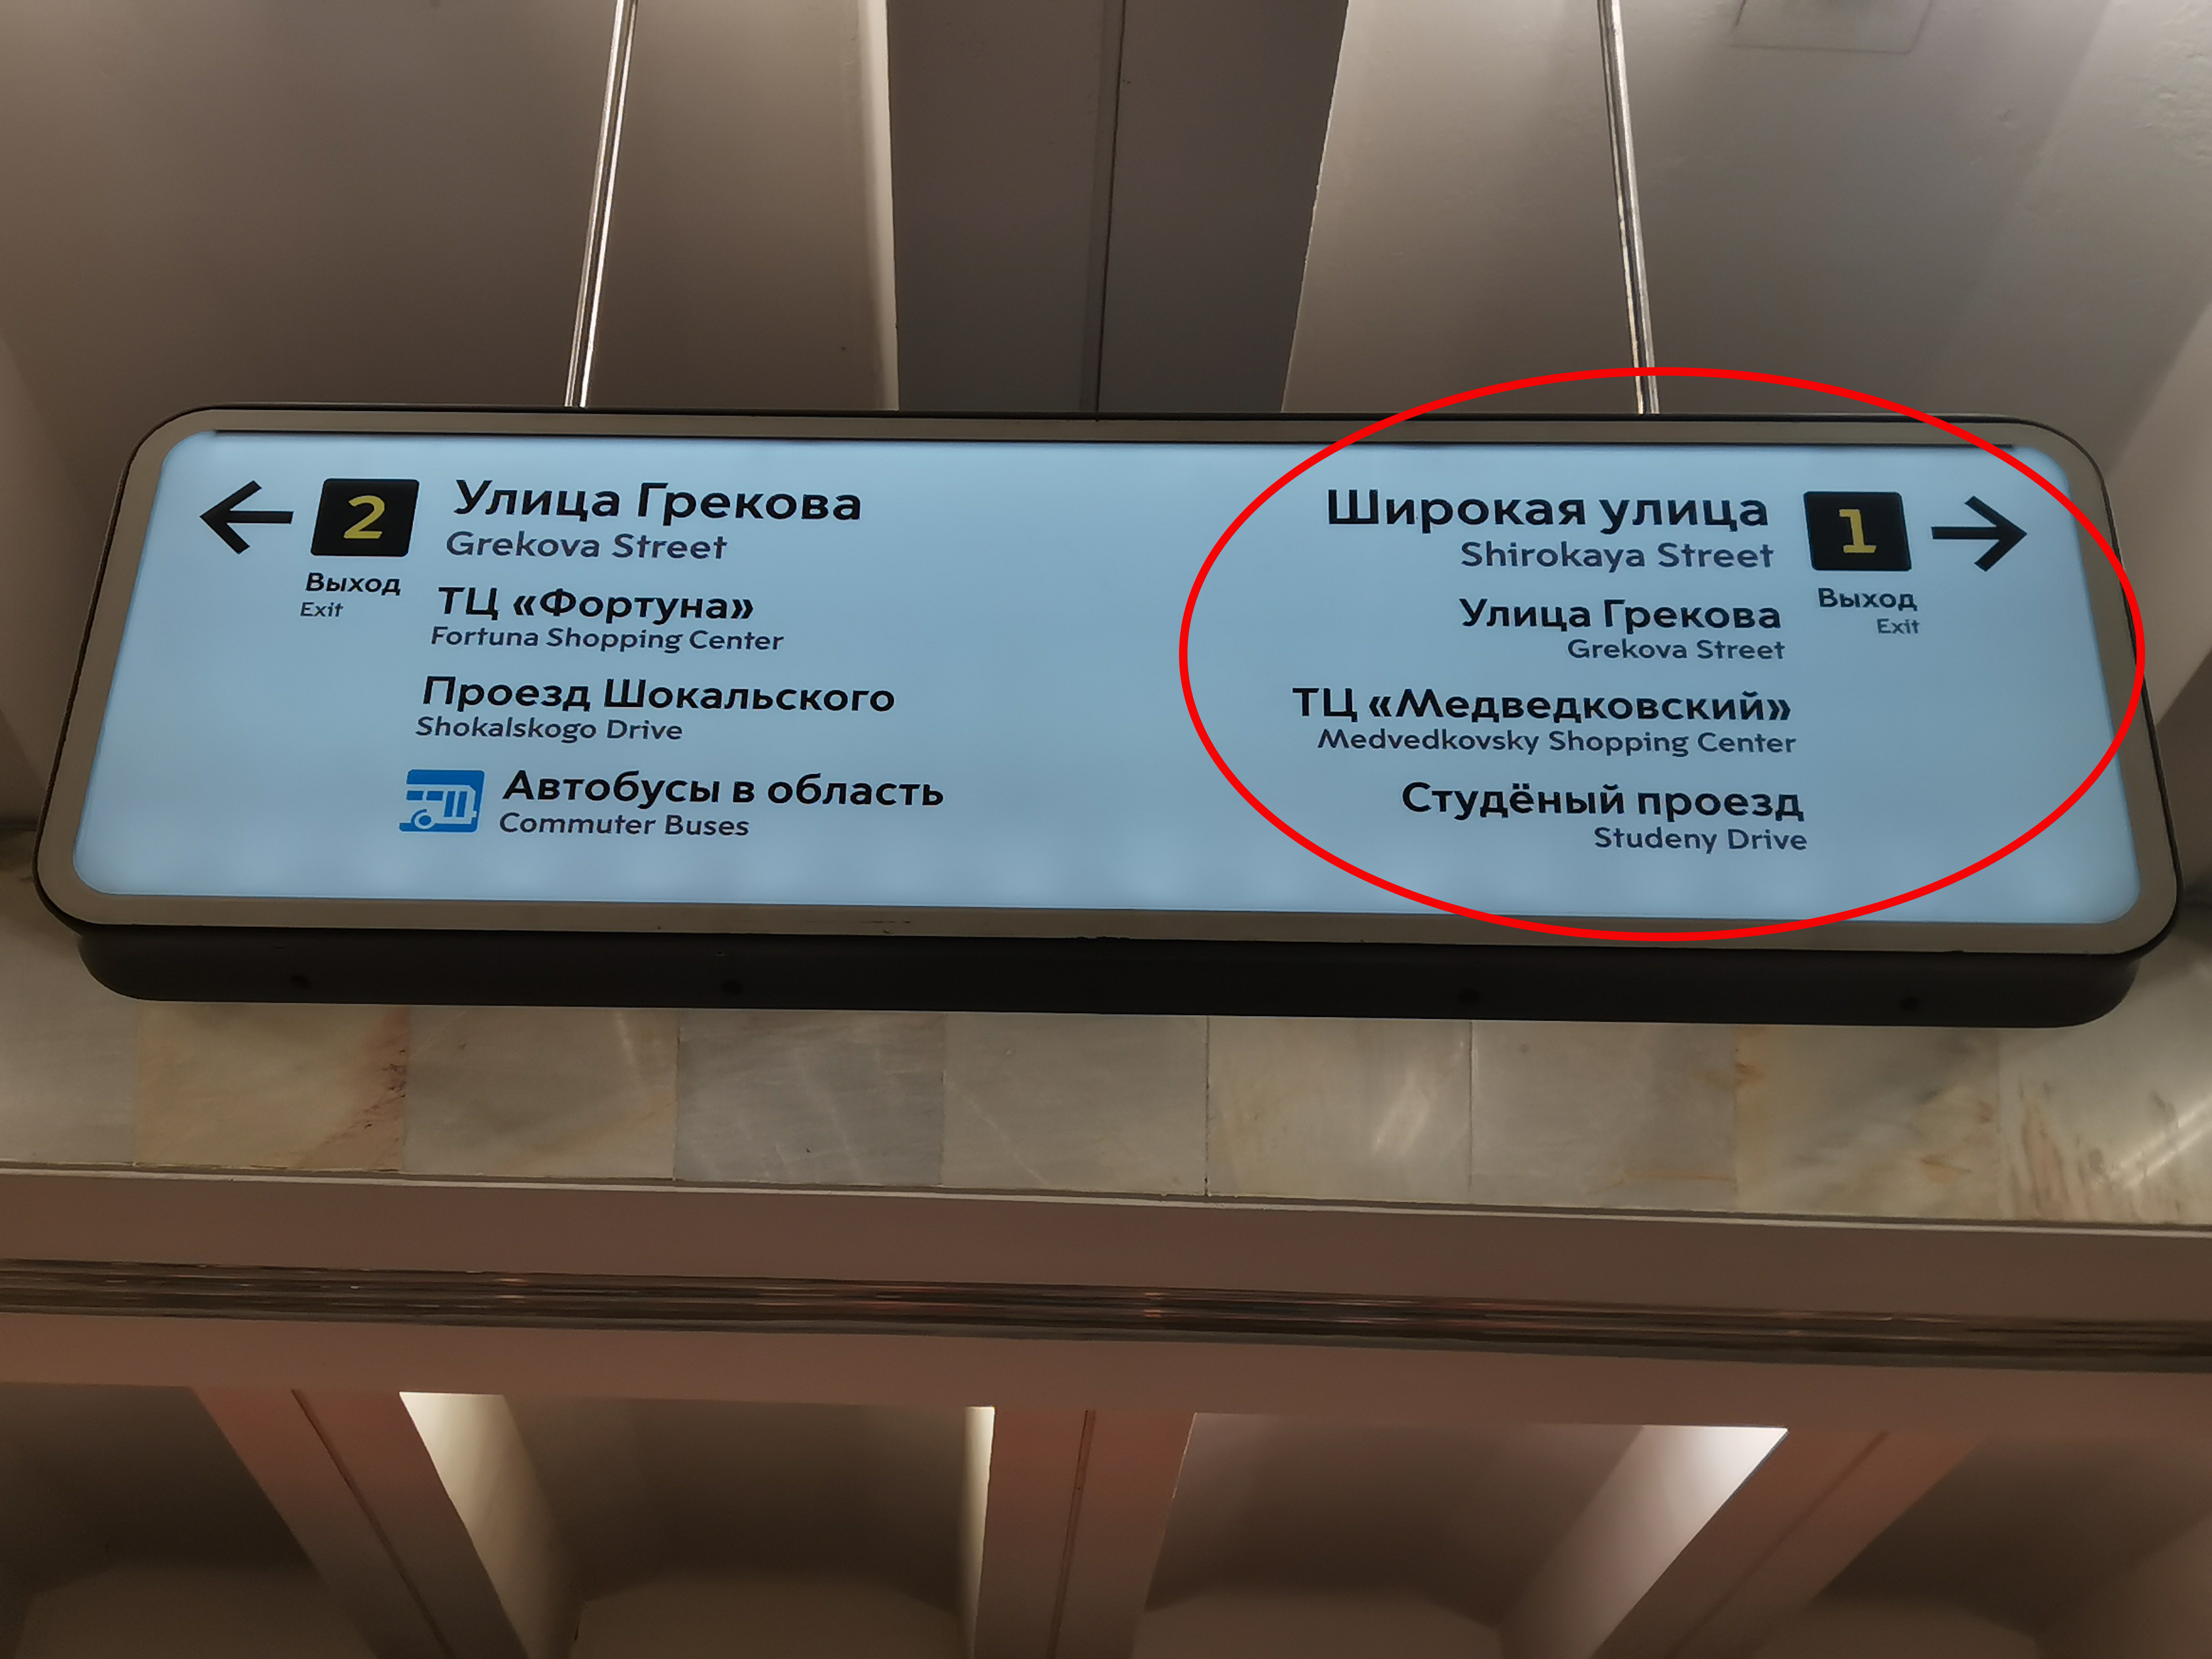 2
Улица Грекова
Grekova Street
Выход
Exit
ТЦ «Фортуна»
Fortuna Shopping Center
Проезд Шокальского
Shokalskogo Drive
Автобусы в область
Commuter Buses
Широкая улица
Shirokaya Street
1
Выход
Exit
Улица Грекова
Grekova Street
ТЦ «Медведковский»
Medvedkovsky Shopping Center
Студёный проезд
Studeny Drive